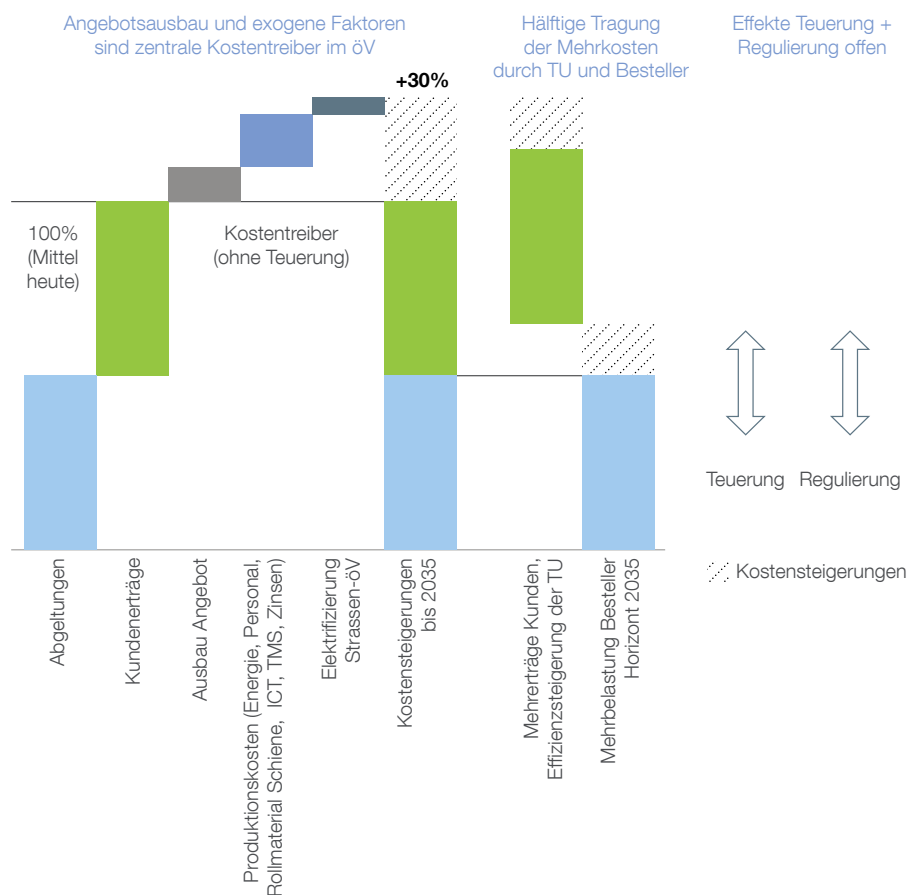 Angebotsausbau und exogene Faktoren
sind zentrale Kostentreiber im öV
Hälftige Tragung
der Mehrkosten
durch TU und Besteller
Effekte Teuerung +
Regulierung offen
+30%
100%
(Mittel
heute)
Kostentreiber
(ohne Teuerung)
Teuerung
Regulierung
Kostensteigerungen
Abgeltungen
Kundenerträge
Ausbau Angebot
Produktionskosten (Energie, Personal,
Rollmaterial Schiene, ICT, TMS, Zinsen)
Elektrifizierung
Strassen-öV
Kostensteigerungen
bis 2035
Mehrerträge Kunden,
Effizienzsteigerung der TU
Mehrbelastung Besteller
Horizont 2035